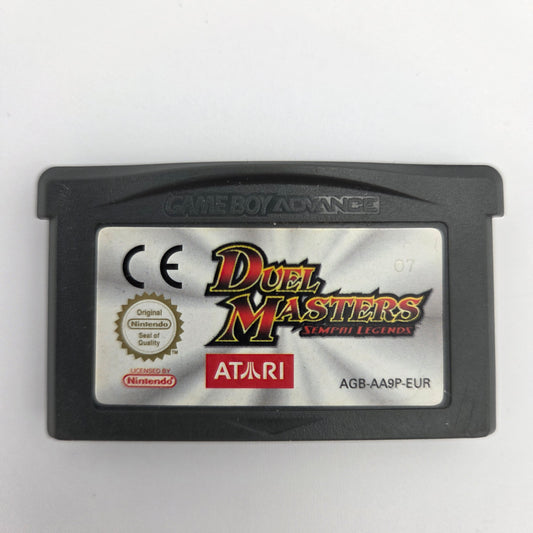 GAME BOY ADVANCE
CE
07
DUEL
MASTERS
SEMPAI LEGENDS
Original
Nintendo
Seal of
Quality
TM
ATARI
LICENSED BY
Nintendo
AGB-AA9P-EUR